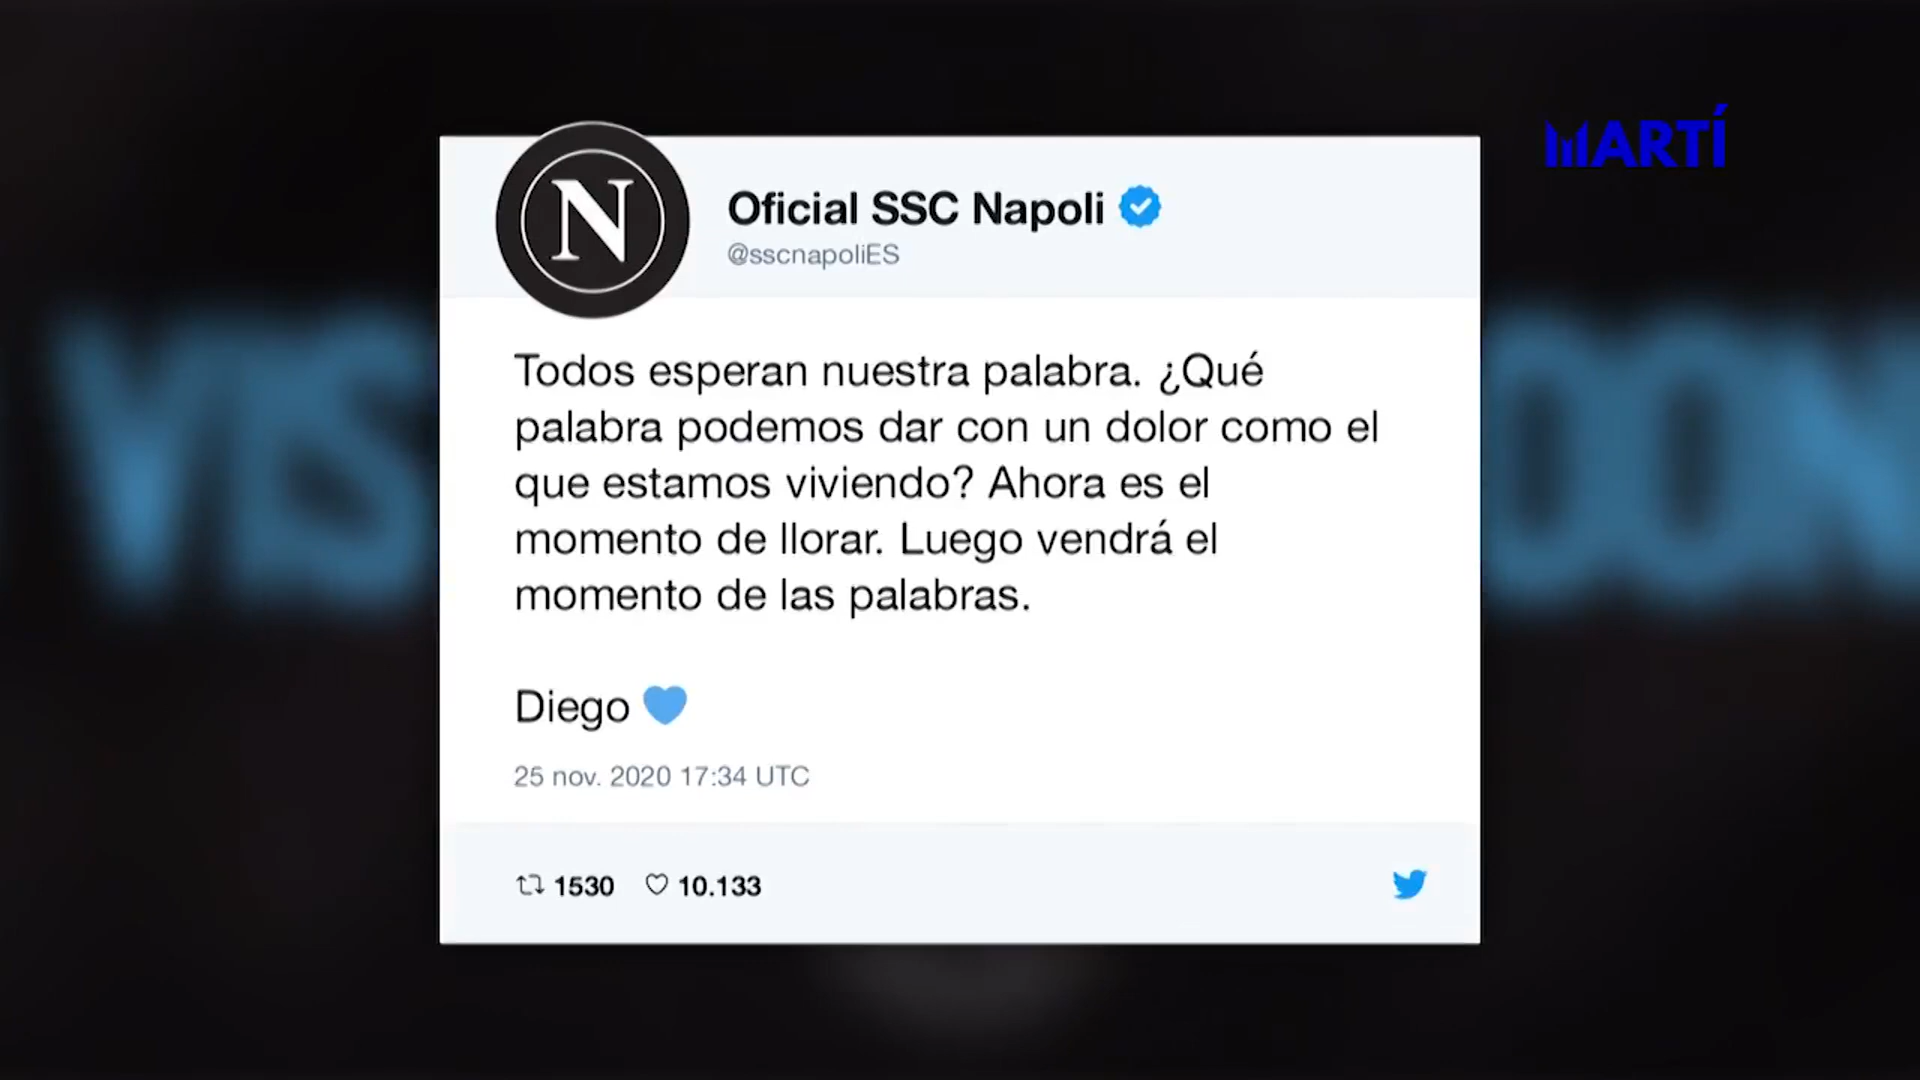 MARTÍ
N
Oficial SSC Napoli
@sscnapoliES
Todos esperan nuestra palabra. ¿Qué
palabra podemos dar con un dolor como el
que estamos viviendo? Ahora es el
momento de llorar. Luego vendrá el
momento de las palabras.
Diego 💙
25 nov. 2020 17:34 UTC
1530 10.133